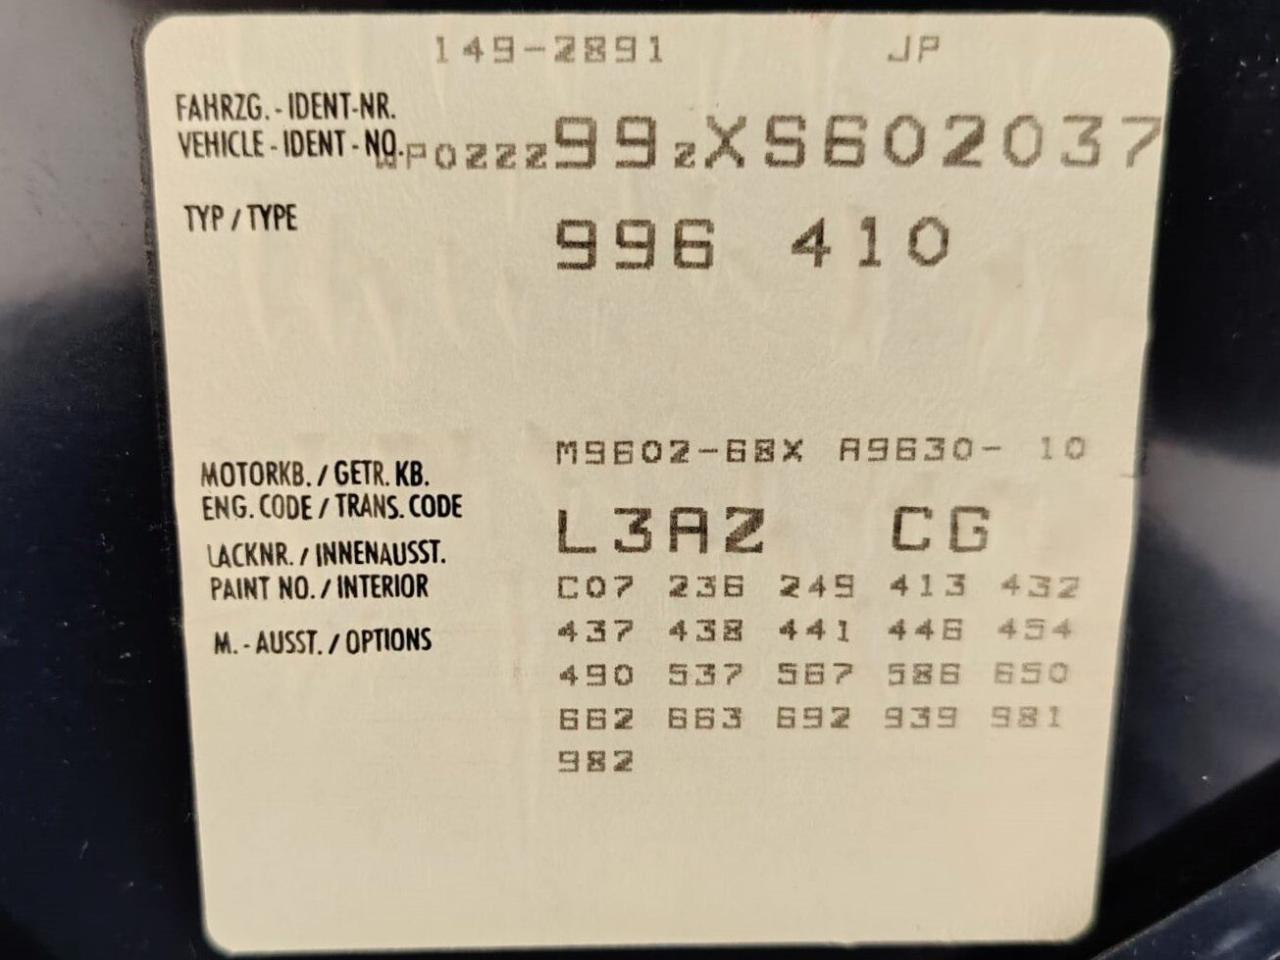 149-2891 JP
FAHRZG.-IDENT-NR.
VEHICLE-IDENT-NO. WP0ZZZ99ZXS602037
TYP / TYPE 996 410
MOTORKB. / GETR. KB. M9602-68X A9630- 10
ENG. CODE / TRANS. CODE
LACKNR. / INNENAUSST. L3AZ CG
PAINT NO. / INTERIOR C07 236 249 413 432
M.-AUSST. / OPTIONS 437 438 441 446 454
490 537 567 586 650
662 663 692 939 981
982